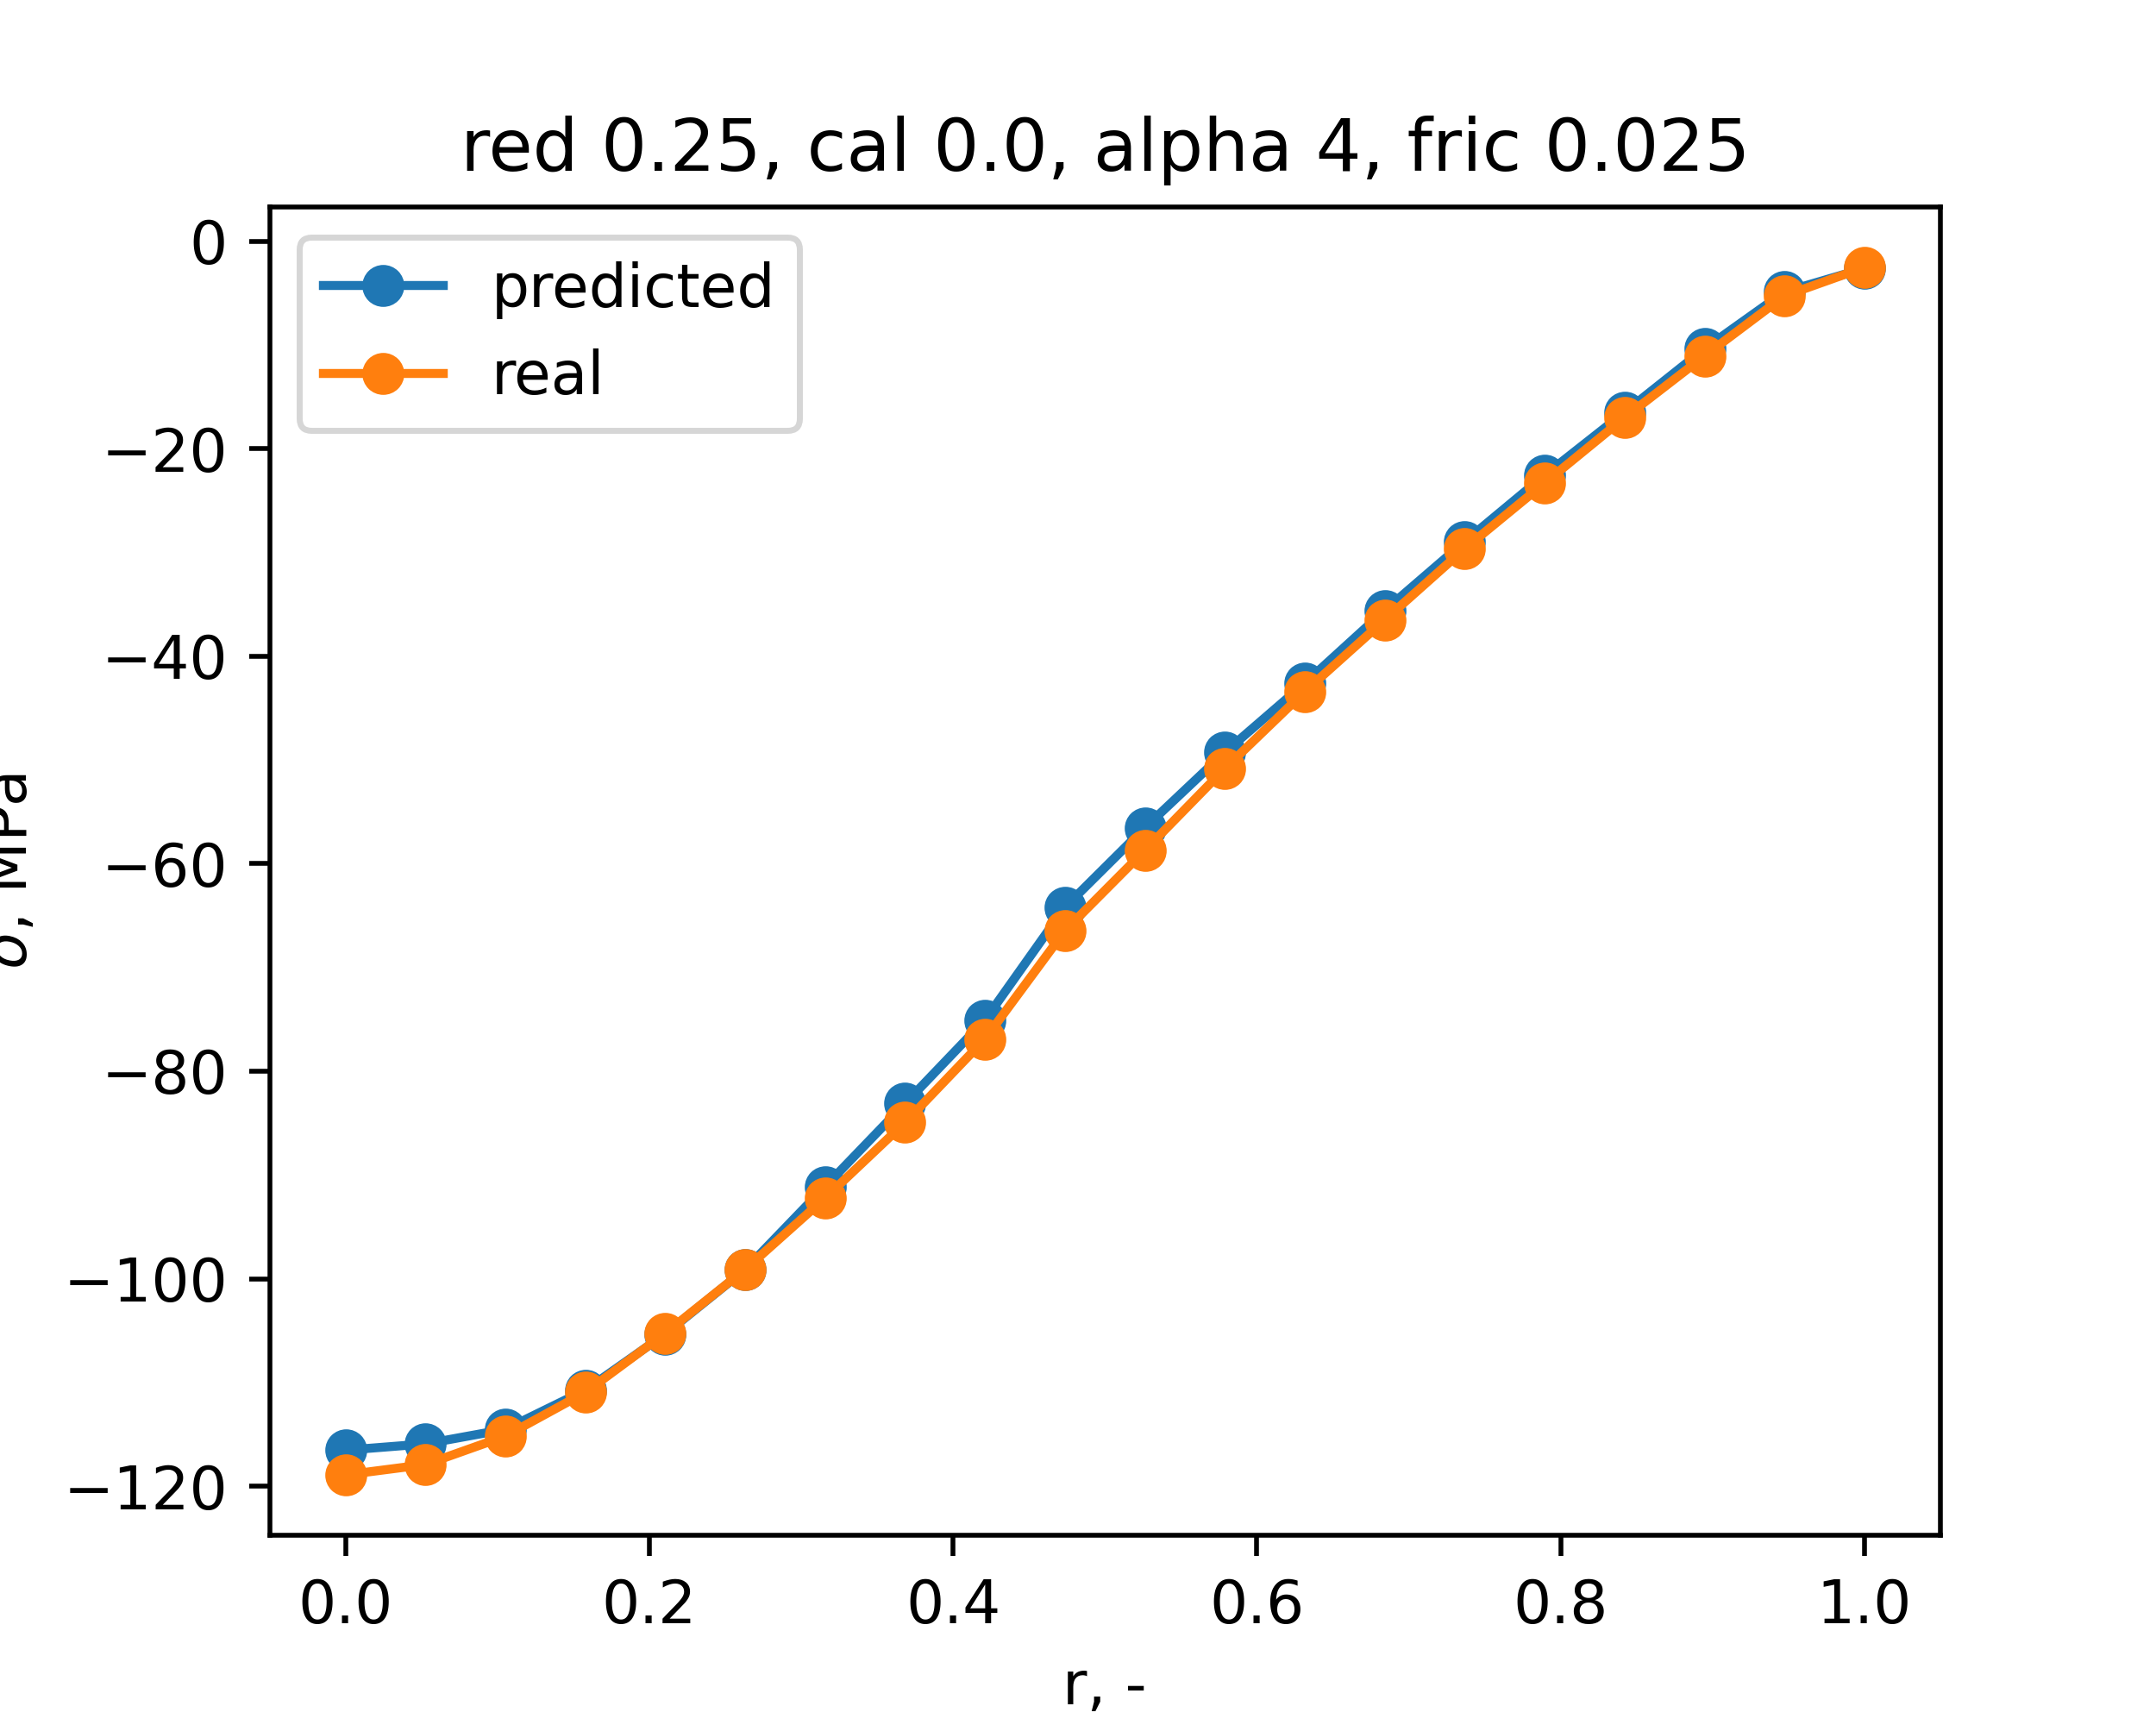 red 0.25, cal 0.0, alpha 4, fric 0.025
predicted
real
0
−20
−40
−60
−80
−100
−120
σ, MPa
0.0 0.2 0.4 0.6 0.8 1.0
r, -